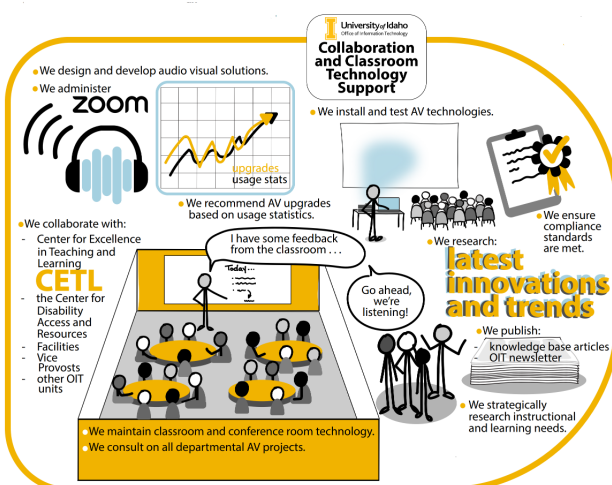 University of Idaho
Office of Information Technology
Collaboration
and Classroom
Technology
Support
We design and develop audio visual solutions.
We administer
zoom
upgrades
usage stats
We recommend AV upgrades
based on usage statistics.
We install and test AV technologies.
We ensure
compliance
standards
are met.
We collaborate with:
- Center for Excellence
in Teaching and
Learning
CETL
- the Center for
Disability
Access and
Resources
- Facilities
- Vice
Provosts
- other OIT
units
I have some feedback
from the classroom . . .
Today...
Go ahead,
we're
listening!
We research:
latest
innovations
and trends
We publish:
knowledge base articles
OIT newsletter
We strategically
research instructional
and learning needs.
We maintain classroom and conference room technology.
We consult on all departmental AV projects.